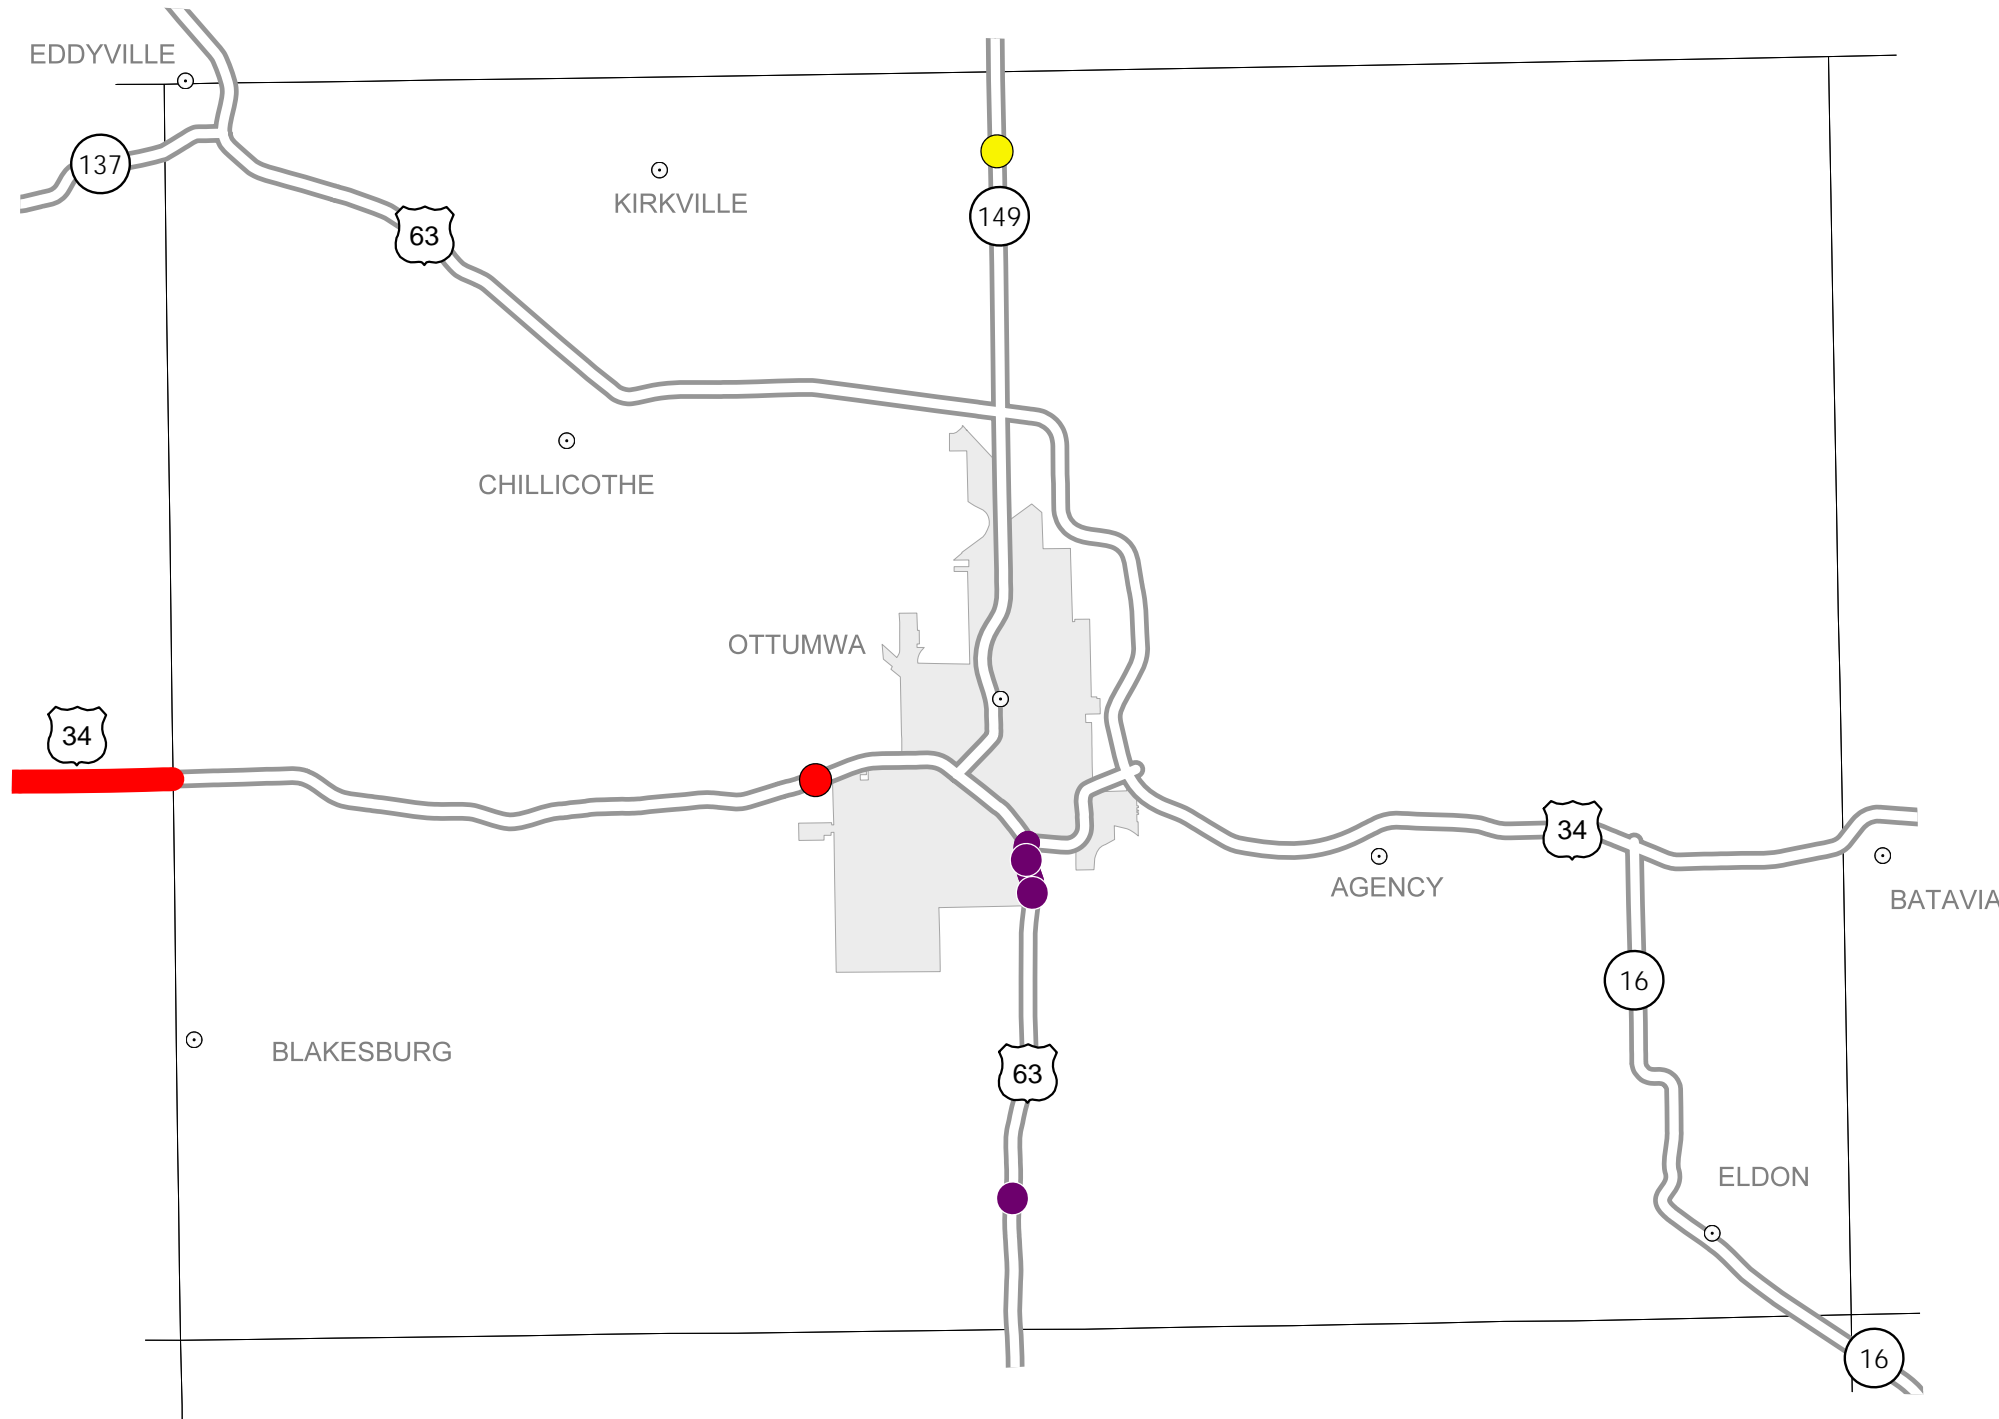 EDDYVILLE
137
KIRKVILLE
149
63
CHILLICOTHE
OTTUMWA
34
34
AGENCY
BATAVIA
16
BLAKESBURG
63
ELDON
16